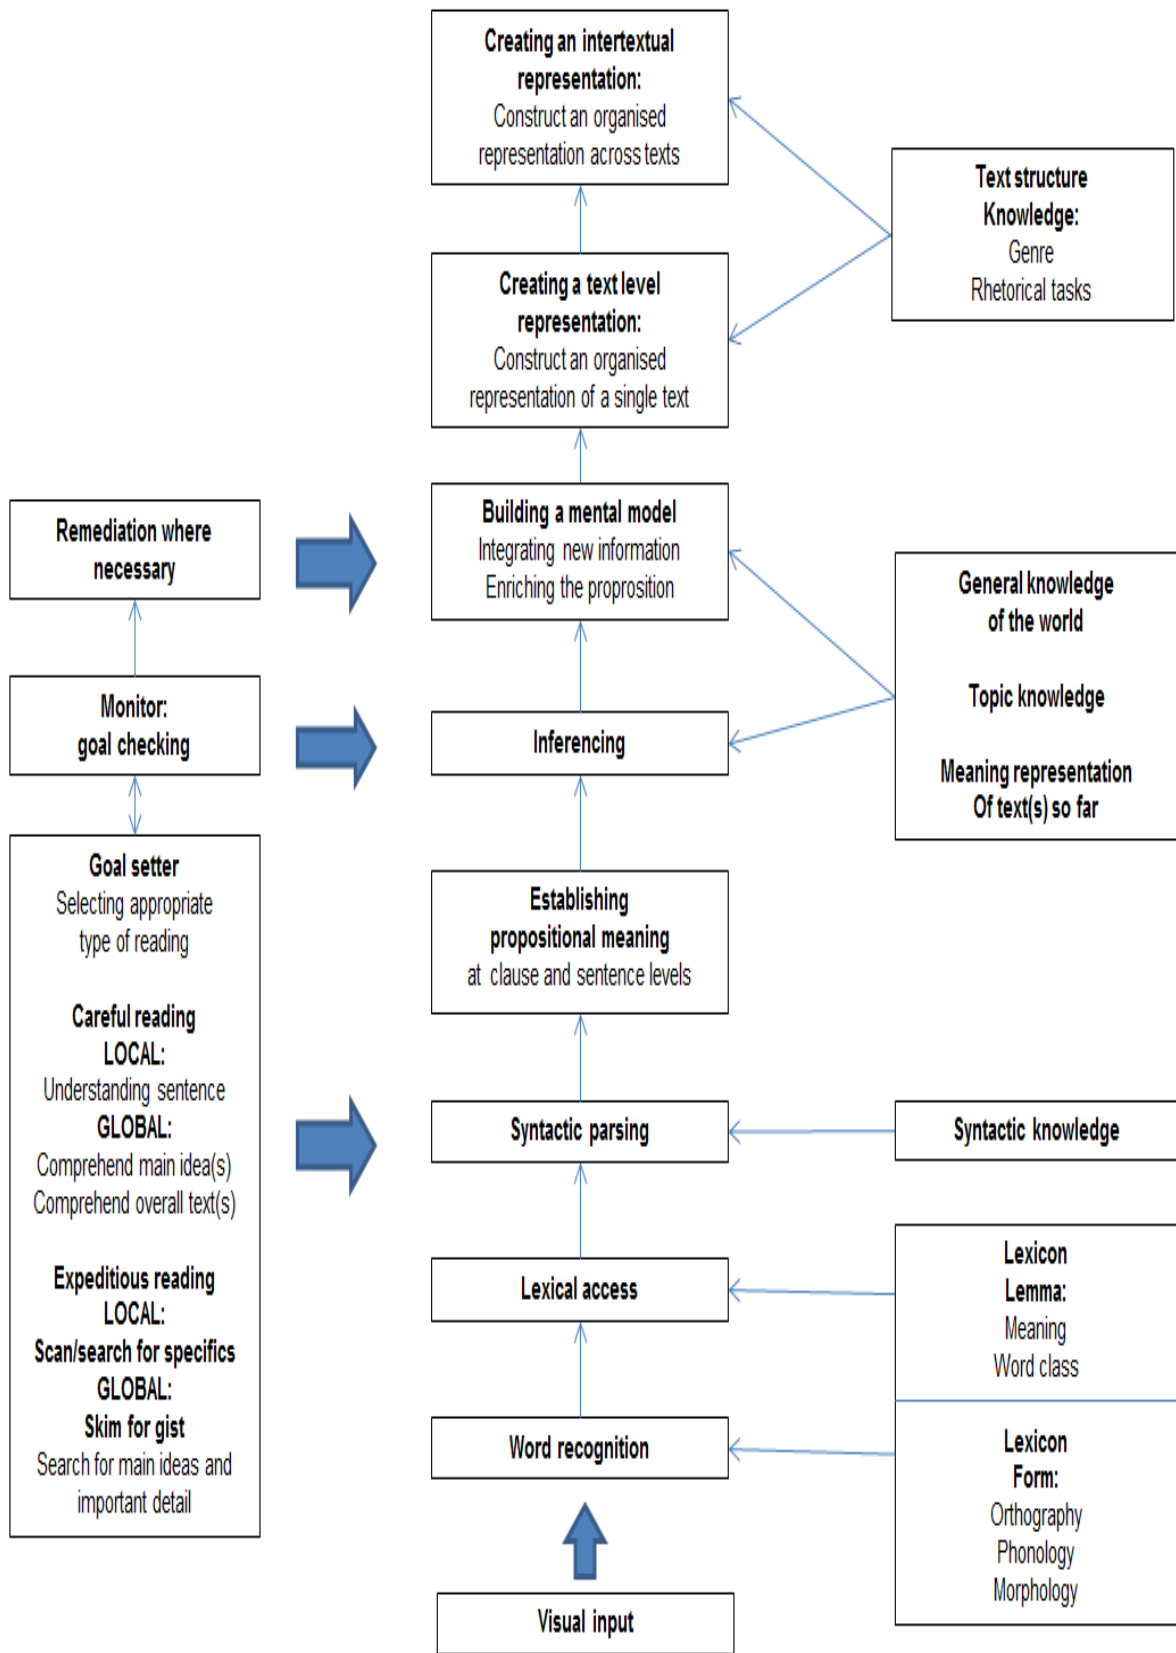 Creating an intertextual
representation:
Construct an organised
representation across texts
Text structure
Knowledge:
Genre
Rhetorical tasks
Creating a text level
representation:
Construct an organised
representation of a single text
Remediation where
necessary
Building a mental model
Integrating new information
Enriching the proprosition
General knowledge
of the world
Topic knowledge
Meaning representation
Of text(s) so far
Monitor:
goal checking
Inferencing
Goal setter
Selecting appropriate
type of reading
Careful reading
LOCAL:
Understanding sentence
GLOBAL:
Comprehend main idea(s)
Comprehend overall text(s)
Expeditious reading
LOCAL:
Scan/search for specifics
GLOBAL:
Skim for gist
Search for main ideas and
important detail
Establishing
propositional meaning
at clause and sentence levels
Syntactic parsing
Syntactic knowledge
Lexical access
Lexicon
Lemma:
Meaning
Word class
Word recognition
Lexicon
Form:
Orthography
Phonology
Morphology
Visual input